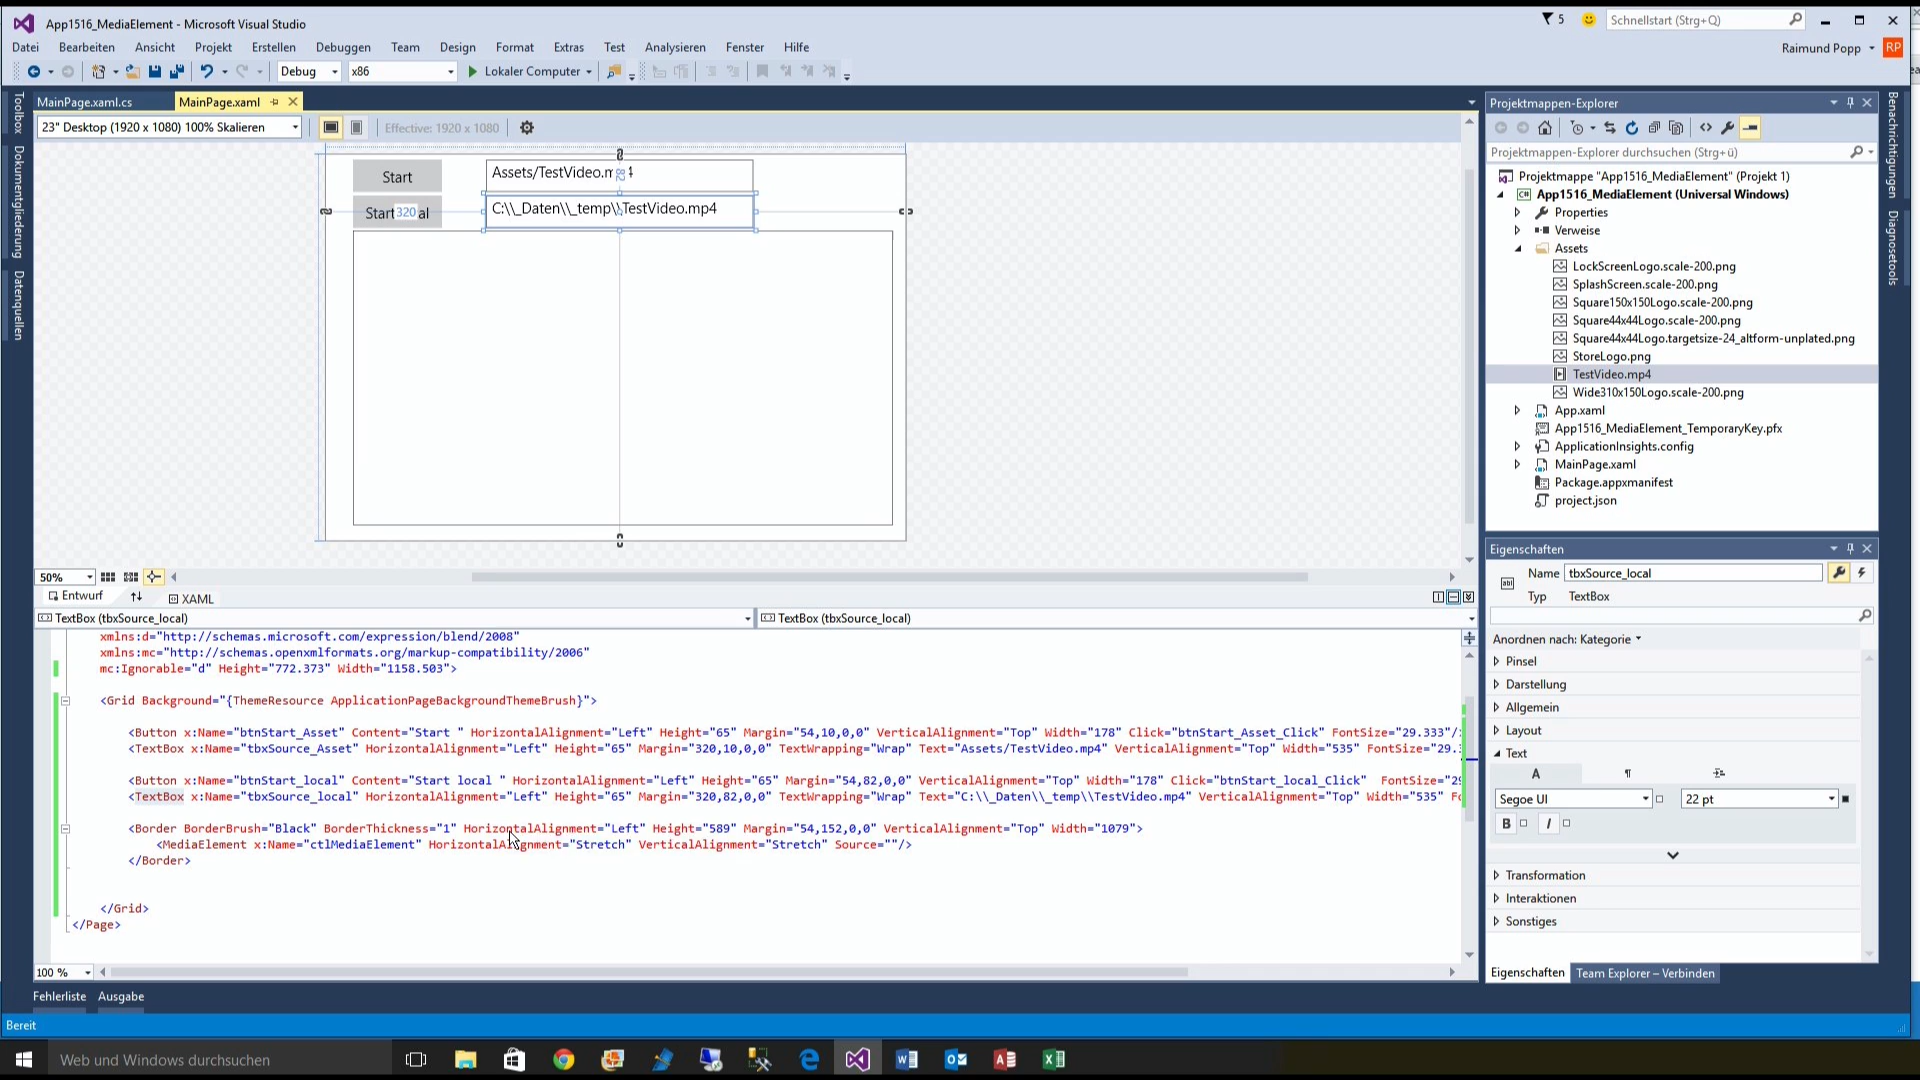 App1516_MediaElement - Microsoft Visual Studio
5
Schnellstart (Strg+Q)
Datei Bearbeiten Ansicht Projekt Erstellen Debuggen Team Design Format Extras Test Analysieren Fenster Hilfe
Raimund Popp RP
Debug x86 Lokaler Computer
Toolbox
Dokumentgliederung
Datenquellen
MainPage.xaml.cs MainPage.xaml
23" Desktop (1920 x 1080) 100% Skalieren
Effective: 1920 x 1080
Start
Assets/TestVideo.m 4
82
Start 320 al
C:\\_Daten\\_temp\\TestVideo.mp4
50%
Entwurf XAML
TextBox (tbxSource_local) TextBox (tbxSource_local)
xmlns:d="http://schemas.microsoft.com/expression/blend/2008"
xmlns:mc="http://schemas.openxmlformats.org/markup-compatibility/2006"
mc:Ignorable="d" Height="772.373" Width="1158.503">
<Grid Background="{ThemeResource ApplicationPageBackgroundThemeBrush}">
<Button x:Name="btnStart_Asset" Content="Start " HorizontalAlignment="Left" Height="65" Margin="54,10,0,0" VerticalAlignment="Top" Width="178" Click="btnStart_Asset_Click" FontSize="29.333"/
<TextBox x:Name="tbxSource_Asset" HorizontalAlignment="Left" Height="65" Margin="320,10,0,0" TextWrapping="Wrap" Text="Assets/TestVideo.mp4" VerticalAlignment="Top" Width="535" FontSize="29.
<Button x:Name="btnStart_local" Content="Start local " HorizontalAlignment="Left" Height="65" Margin="54,82,0,0" VerticalAlignment="Top" Width="178" Click="btnStart_local_Click" FontSize="29
<TextBox x:Name="tbxSource_local" HorizontalAlignment="Left" Height="65" Margin="320,82,0,0" TextWrapping="Wrap" Text="C:\\_Daten\\_temp\\TestVideo.mp4" VerticalAlignment="Top" Width="535" Fo
<Border BorderBrush="Black" BorderThickness="1" HorizontalAlignment="Left" Height="589" Margin="54,152,0,0" VerticalAlignment="Top" Width="1079">
<MediaElement x:Name="ctlMediaElement" HorizontalAlignment="Stretch" VerticalAlignment="Stretch" Source=""/>
</Border>
</Grid>
</Page>
100 %
Fehlerliste Ausgabe
Bereit
Projektmappen-Explorer
Projektmappen-Explorer durchsuchen (Strg+ü)
Projektmappe "App1516_MediaElement" (Projekt 1)
App1516_MediaElement (Universal Windows)
Properties
Verweise
Assets
LockScreenLogo.scale-200.png
SplashScreen.scale-200.png
Square150x150Logo.scale-200.png
Square44x44Logo.scale-200.png
Square44x44Logo.targetsize-24_altform-unplated.png
StoreLogo.png
TestVideo.mp4
Wide310x150Logo.scale-200.png
App.xaml
App1516_MediaElement_TemporaryKey.pfx
ApplicationInsights.config
MainPage.xaml
Package.appxmanifest
project.json
Eigenschaften
Name tbxSource_local
Typ TextBox
Anordnen nach: Kategorie
Pinsel
Darstellung
Allgemein
Layout
Text
A ¶
Segoe UI 22 pt
B I
Transformation
Interaktionen
Sonstiges
Eigenschaften Team Explorer – Verbinden
Benachrichtigungen
Diagnosetools
Web und Windows durchsuchen